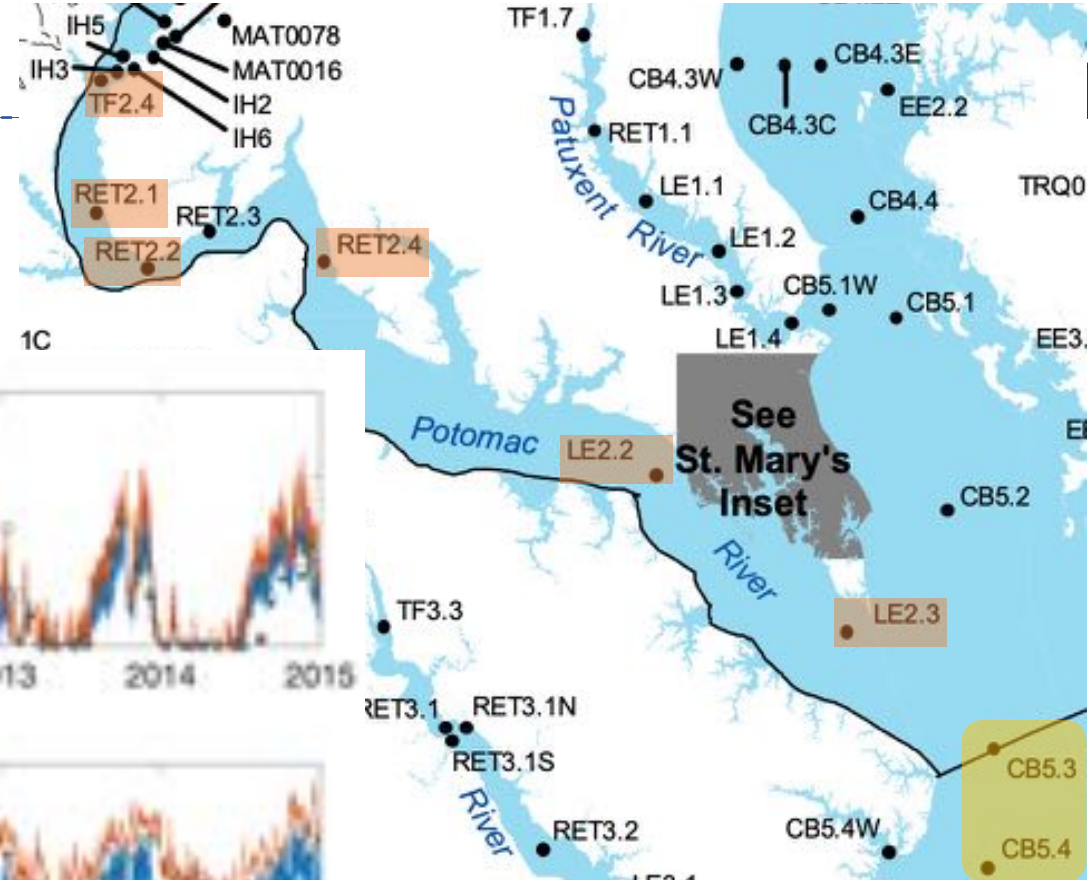 IH5
MAT0078
IH3
MAT0016
TF2.4
IH2
IH6
RET2.1
RET2.3
RET2.2
RET2.4
1C
TF1.7
CB4.3W
CB4.3E
CB4.3C
EE2.2
RET1.1
Patuxent River
LE1.1
TRQ0
CB4.4
LE1.2
LE1.3
CB5.1W
CB5.1
LE1.4
EE3.
See
St. Mary's
Inset
Potomac
River
LE2.2
CB5.2
LE2.3
TF3.3
2014
2015
RET3.1N
RET3.1S
River
RET3.2
CB5.3
CB5.4W
CB5.4